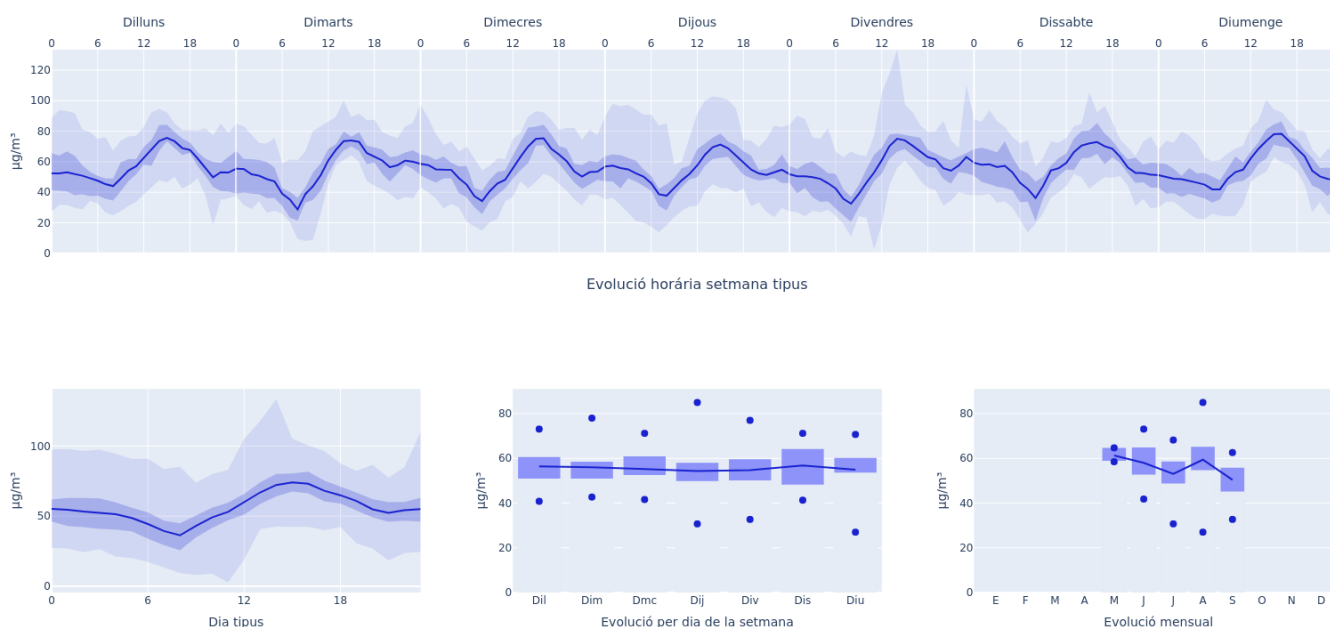 Dilluns Dimarts Dimecres Dijous Divendres Dissabte Diumenge
0 6 12 18 0 6 12 18 0 6 12 18 0 6 12 18 0 6 12 18 0 6 12 18 0 6 12 18
120
100
80
60
40
20
0
µg/m³
Evolució horária setmana tipus
100
50
0
µg/m³
0 6 12 18
Dia tipus
80
60
40
20
0
µg/m³
Dil Dim Dmc Dij Div Dis Diu
Evolució per dia de la setmana
80
60
40
20
0
µg/m³
E F M A M J J A S O N D
Evolució mensual